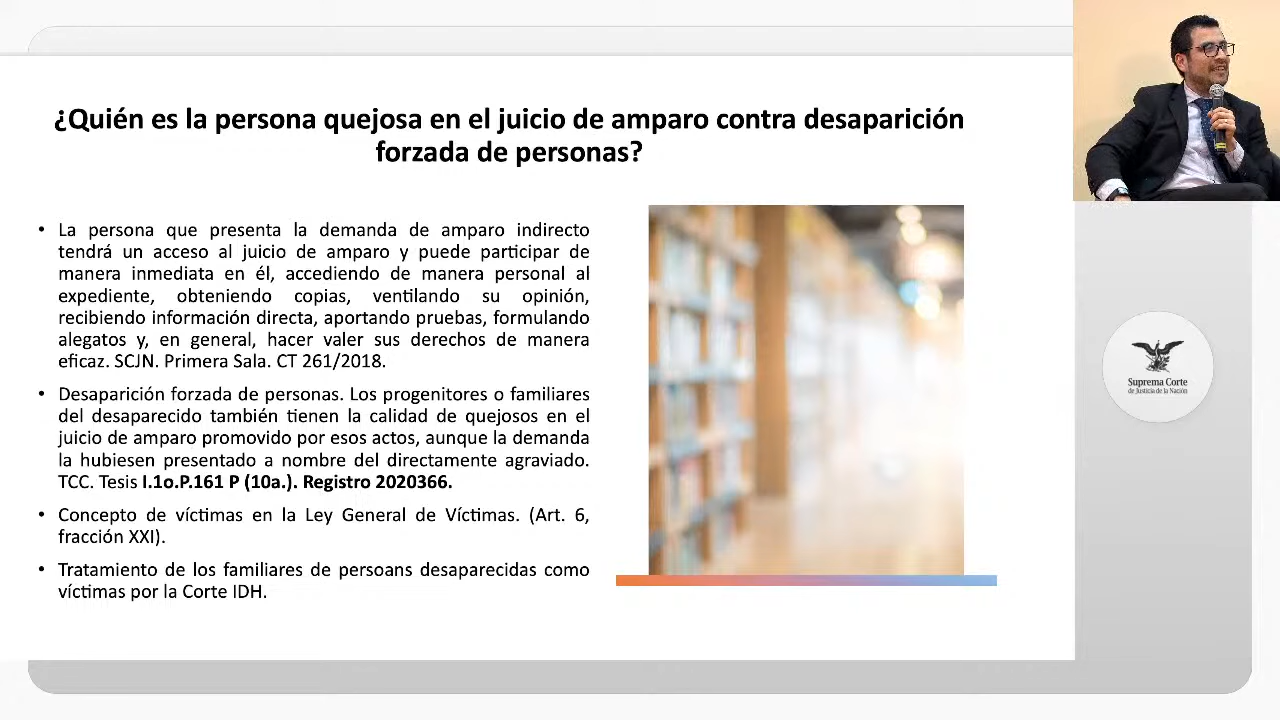 ¿Quién es la persona quejosa en el juicio de amparo contra desaparición
forzada de personas?
• La persona que presenta la demanda de amparo indirecto
tendrá un acceso al juicio de amparo y puede participar de
manera inmediata en él, accediendo de manera personal al
expediente, obteniendo copias, ventilando su opinión,
recibiendo información directa, aportando pruebas, formulando
alegatos y, en general, hacer valer sus derechos de manera
eficaz. SCJN. Primera Sala. CT 261/2018.
• Desaparición forzada de personas. Los progenitores o familiares
del desaparecido también tienen la calidad de quejosos en el
juicio de amparo promovido por esos actos, aunque la demanda
la hubiesen presentado a nombre del directamente agraviado.
TCC. Tesis I.1o.P.161 P (10a.). Registro 2020366.
• Concepto de víctimas en la Ley General de Víctimas. (Art. 6,
fracción XXI).
• Tratamiento de los familiares de persoans desaparecidas como
víctimas por la Corte IDH.
Suprema Corte
de Justicia de la Nación